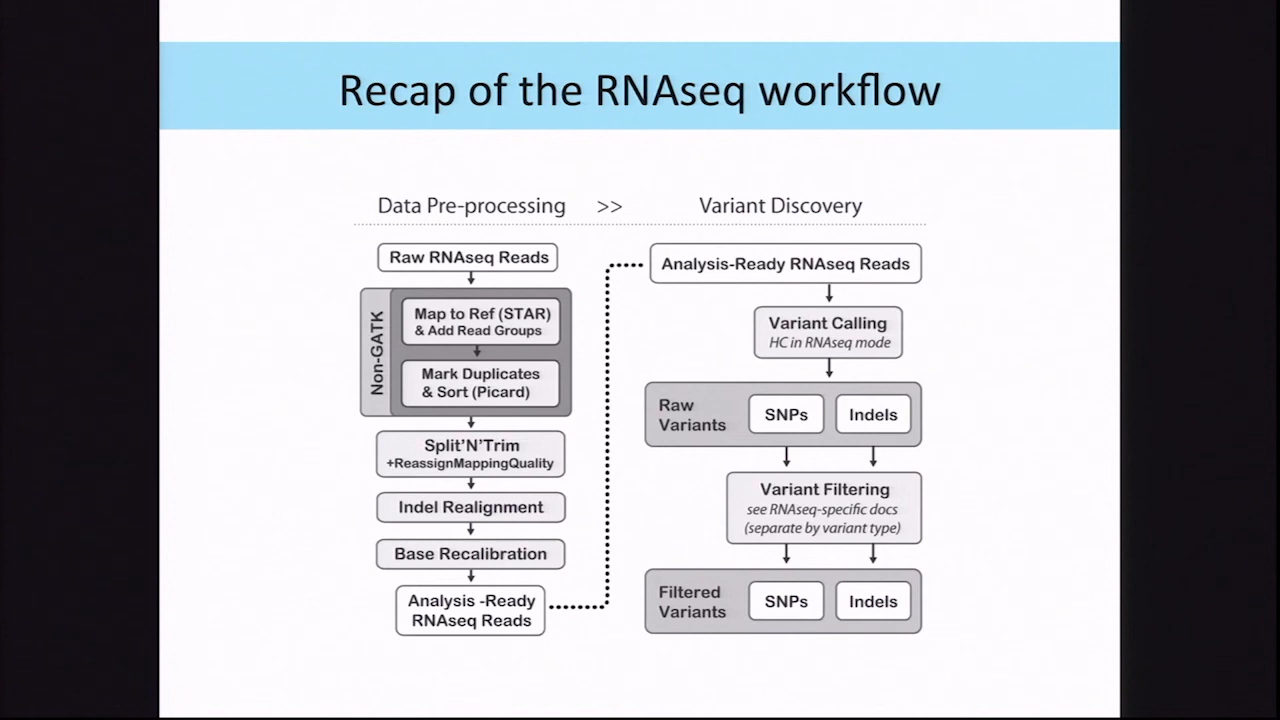 Recap of the RNAseq workflow
Data Pre-processing >> Variant Discovery
Raw RNAseq Reads
Non-GATK
Map to Ref (STAR)
& Add Read Groups
Mark Duplicates
& Sort (Picard)
Split'N'Trim
+ReassignMappingQuality
Indel Realignment
Base Recalibration
Analysis -Ready
RNAseq Reads
Analysis-Ready RNAseq Reads
Variant Calling
HC in RNAseq mode
Raw
Variants
SNPs
Indels
Variant Filtering
see RNAseq-specific docs
(separate by variant type)
Filtered
Variants
SNPs
Indels